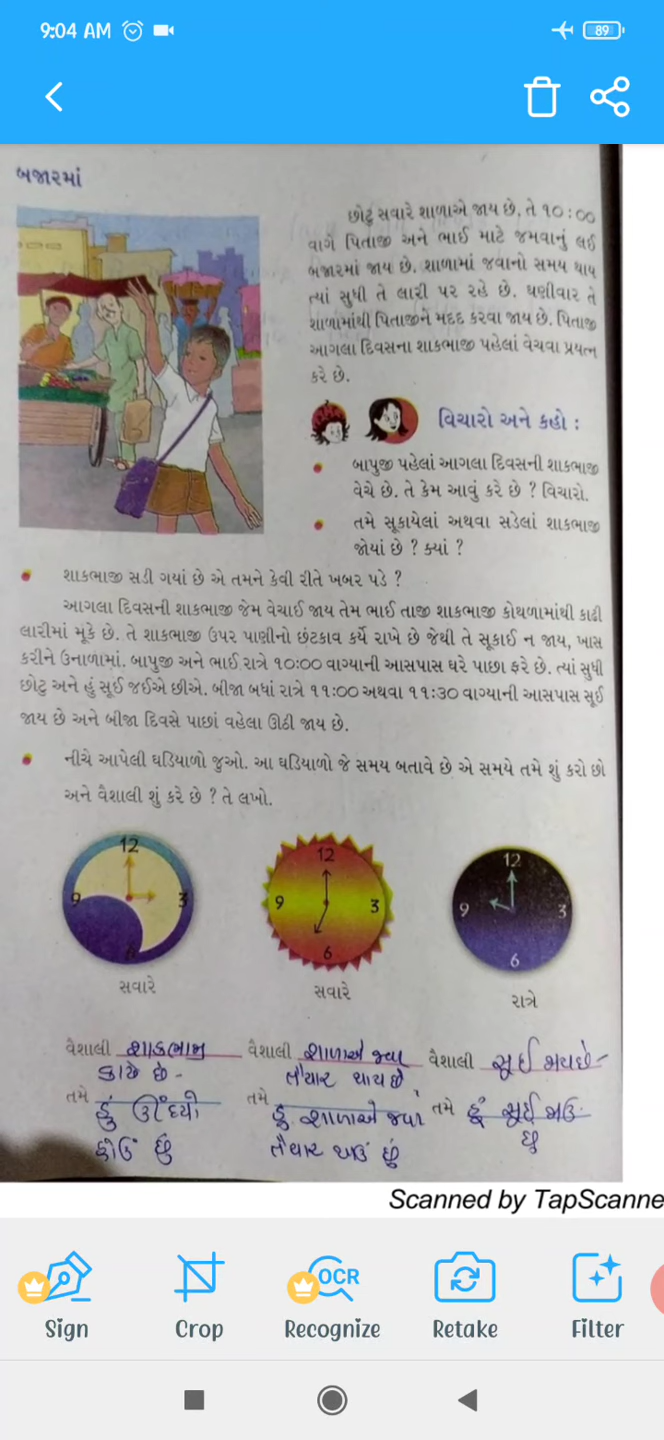 9:04 AM
89
બજારમાં
છોટુ સવારે શાળાએ જાય છે. તે ૧૦:૦૦
વાગે પિતાજી અને ભાઈ માટે જમવાનું લઈ
બજારમાં જાય છે. શાળામાં જવાનો સમય થાય
ત્યાં સુધી તે લારી પર રહે છે. ઘણીવાર તે
શાળામાંથી પિતાજીને મદદ કરવા જાય છે. પિતાજી
આગલા દિવસના શાકભાજી પહેલાં વેચવા પ્રયત્ન
કરે છે.
વિચારો અને કહો :
બાપુજી પહેલાં આગલા દિવસની શાકભાજી
વેચે છે. તે કેમ આવું કરે છે ? વિચારો.
તમે સૂકાયેલાં અથવા સડેલાં શાકભાજી
જોયાં છે ? ક્યાં ?
શાકભાજી સડી ગયાં છે એ તમને કેવી રીતે ખબર પડે ?
આગલા દિવસની શાકભાજી જેમ વેચાઈ જાય તેમ ભાઈ તાજી શાકભાજી કોથળામાંથી કાઢી
લારીમાં મૂકે છે. તે શાકભાજી ઉપર પાણીનો છંટકાવ કર્યે રાખે છે જેથી તે સૂકાઈ ન જાય, ખાસ
કરીને ઉનાળામાં. બાપુજી અને ભાઈ રાત્રે ૧૦:૦૦ વાગ્યાની આસપાસ ઘરે પાછા ફરે છે. ત્યાં સુધી
છોટુ અને હું સૂઈ જઈએ છીએ. બીજા બધાં રાત્રે ૧૧:૦૦ અથવા ૧૧:૩૦ વાગ્યાની આસપાસ સૂઈ
જાય છે અને બીજા દિવસે પાછાં વહેલા ઊઠી જાય છે.
નીચે આપેલી ઘડિયાળો જુઓ. આ ઘડિયાળો જે સમય બતાવે છે એ સમયે તમે શું કરો છો
અને વૈશાલી શું કરે છે ? તે લખો.
12 3 6 9
12 3 6 9
12 3 6 9
સવારે
સવારે
રાત્રે
વૈશાલી શાકભાજી
કાઢે છે -
વૈશાલી શાળાએ જવા
તૈયાર થાય છે
વૈશાલી સૂઈ જાય છે -
તમે હું ઊંઘતો
હોઉં છું
તમે હું શાળાએ જવા
તૈયાર થાઉં છું
તમે હું સૂઈ જાઉં
છું
Scanned by TapScanne
Sign
Crop
OCR
Recognize
Retake
Filter